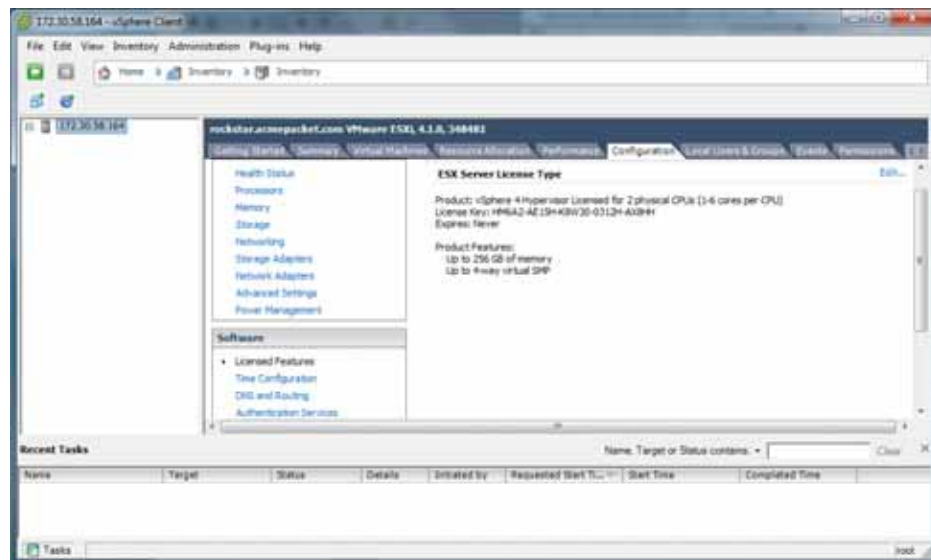 172.30.58.164 - vSphere Client
File Edit View Inventory Administration Plug-ins Help
Home Inventory Inventory
172.30.58.164
rockstar.acmepacket.com VMware ESXi, 4.1.0, 348481
Getting Started Summary Virtual Machines Resource Allocation Performance Configuration Local Users & Groups Events Permissions
Health Status
Processors
Memory
Storage
Networking
Storage Adapters
Network Adapters
Advanced Settings
Power Management
Software
Licensed Features
Time Configuration
DNS and Routing
Authentication Services
ESX Server License Type Edit...
Product: vSphere 4 Hypervisor Licensed for 2 physical CPUs (1-6 cores per CPU)
License Key:
Expires: Never
Product Features:
Up to 256 GB of memory
Up to 4-way virtual SMP
Recent Tasks Name, Target or Status contains: Clear
Name Target Status Details Initiated by Requested Start Ti... Start Time Completed Time
Tasks root